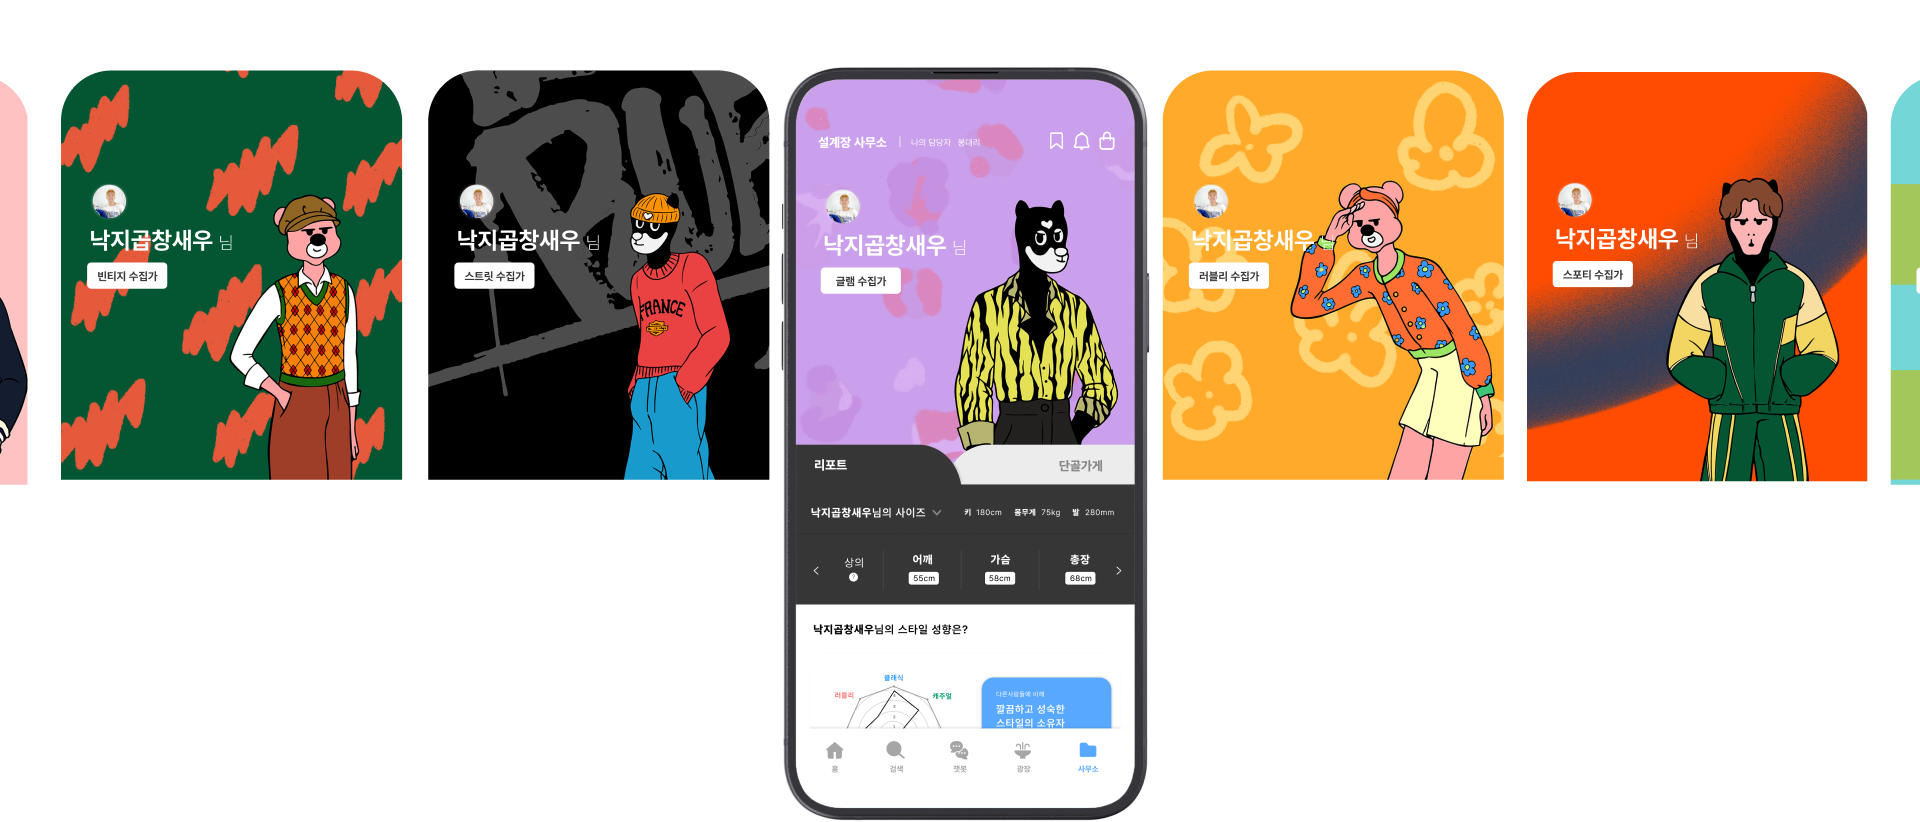 낙지곱창새우 님
빈티지 수집가
낙지곱창새우 님
스트릿 수집가
FRANCE
설계장 사무소 | 나의 담당자 봉대리
낙지곱창새우 님
글램 수집가
리포트
단골가게
낙지곱창새우님의 사이즈
키 180cm 몸무게 75kg 발 280mm
상의 어깨 가슴 총장
? 55cm 58cm 68cm
낙지곱창새우님의 스타일 성향은?
클래식
러블리
캐주얼
다른사람들에 비해
깔끔하고 성숙한
스타일의 소유자
홈 검색 챗봇 광장 사무소
낙지곱창새우 님
러블리 수집가
낙지곱창새우 님
스포티 수집가